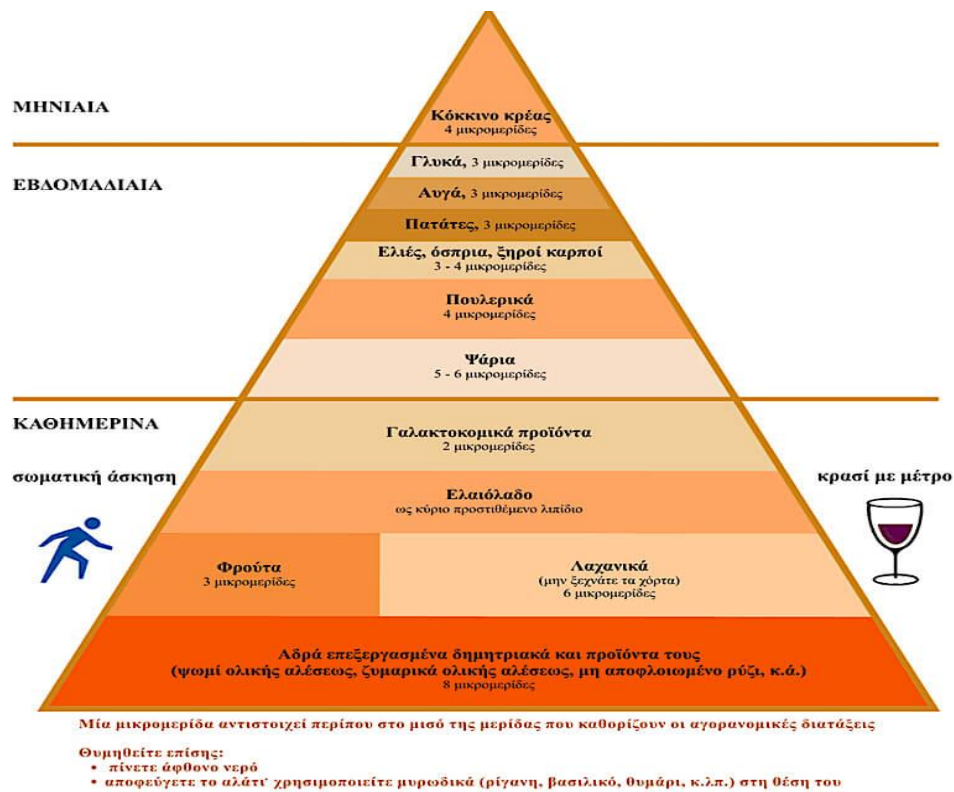 ΜΗΝΙΑΙΑ
Κόκκινο κρέας
4 μικρομερίδες
ΕΒΔΟΜΑΔΙΑΙΑ
Γλυκά, 3 μικρομερίδες
Αυγά, 3 μικρομερίδες
Πατάτες, 3 μικρομερίδες
Ελιές, όσπρια, ξηροί καρποί
3 - 4 μικρομερίδες
Πουλερικά
4 μικρομερίδες
Ψάρια
5 - 6 μικρομερίδες
ΚΑΘΗΜΕΡΙΝΑ
Γαλακτοκομικά προϊόντα
2 μικρομερίδες
σωματική άσκηση
κρασί με μέτρο
Ελαιόλαδο
ως κύριο προστιθέμενο λιπίδιο
Φρούτα
3 μικρομερίδες
Λαχανικά
(μην ξεχνάτε τα χόρτα)
6 μικρομερίδες
Αδρά επεξεργασμένα δημητριακά και προϊόντα τους
(ψωμί ολικής αλέσεως, ζυμαρικά ολικής αλέσεως, μη αποφλοιωμένο ρύζι, κ.ά.)
8 μικρομερίδες
Μία μικρομερίδα αντιστοιχεί περίπου στο μισό της μερίδας που καθορίζουν οι αγορανομικές διατάξεις
Θυμηθείτε επίσης:
• πίνετε άφθονο νερό
• αποφεύγετε το αλάτι· χρησιμοποιείτε μυρωδικά (ρίγανη, βασιλικό, θυμάρι, κ.λπ.) στη θέση του